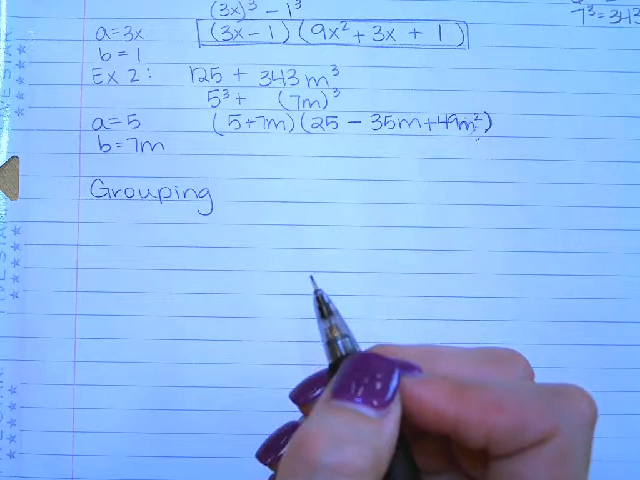 (3x)³ - 1³
7³=343
a=3x (3x-1)(9x²+3x+1)
b=1
Ex 2: 125 + 343m³
5³ + (7m)³
a=5 (5+7m)(25-35m+49m²)
b=7m
Grouping